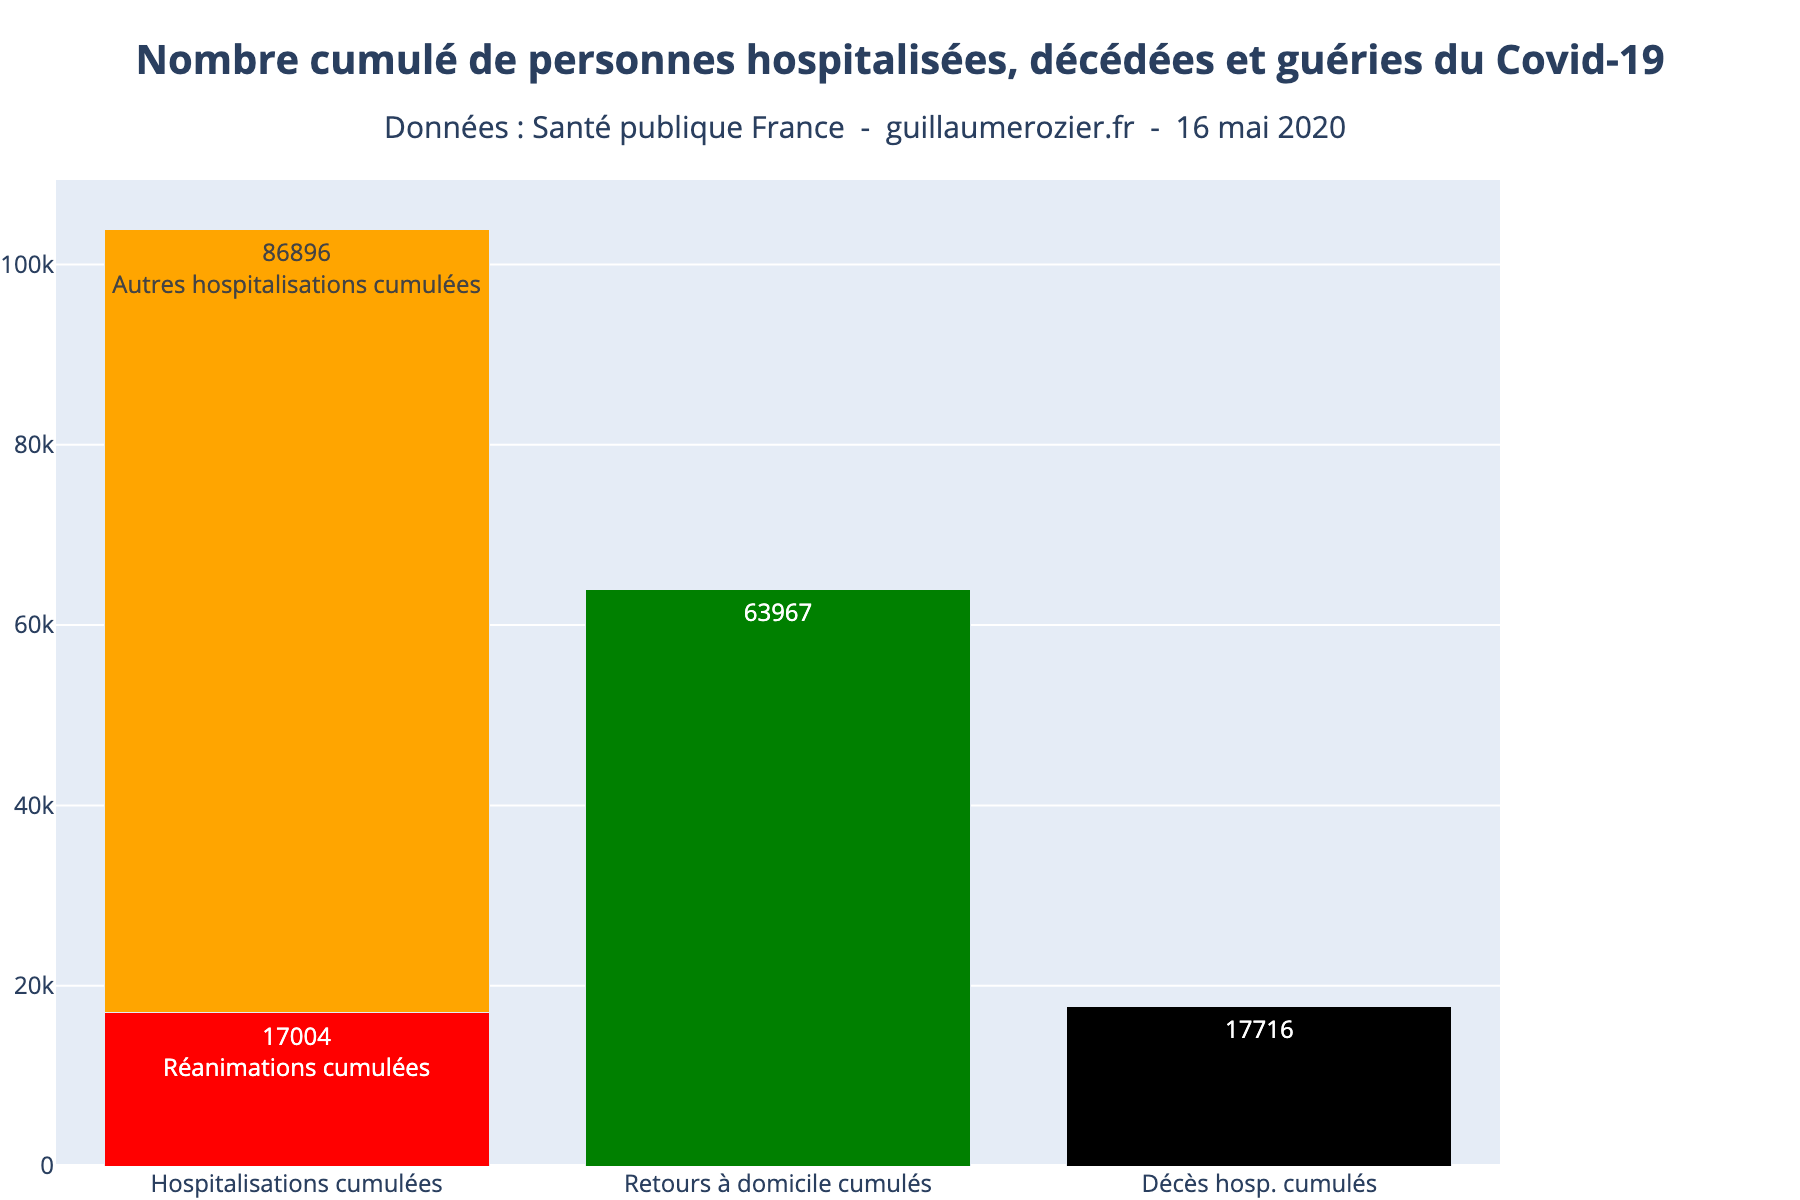 Nombre cumulé de personnes hospitalisées, décédées et guéries du Covid-19
Données : Santé publique France - guillaumerozier.fr - 16 mai 2020
100k
80k
60k
40k
20k
0
86896
Autres hospitalisations cumulées
17004
Réanimations cumulées
63967
17716
Hospitalisations cumulées
Retours à domicile cumulés
Décès hosp. cumulés